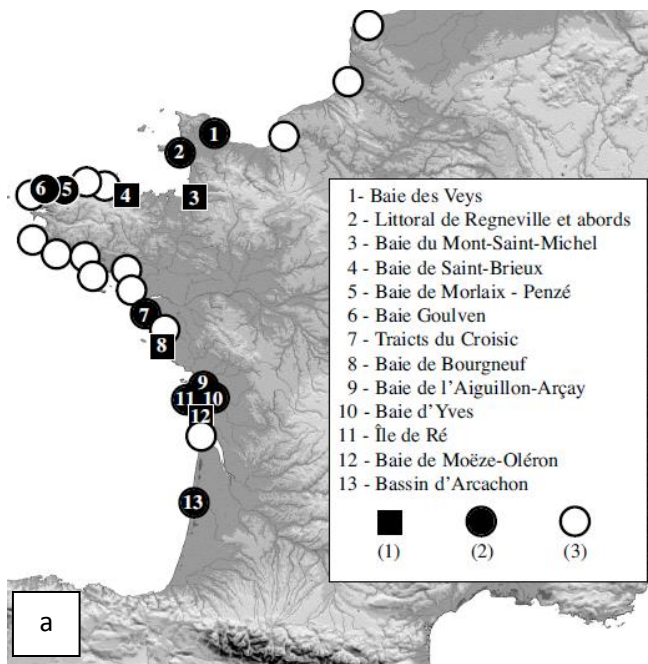 1
2
6
5
4
3
7
8
9
11
10
12
13
1- Baie des Veys
2 - Littoral de Regneville et abords
3 - Baie du Mont-Saint-Michel
4 - Baie de Saint-Brieux
5 - Baie de Morlaix - Penzé
6 - Baie Goulven
7 - Traicts du Croisic
8 - Baie de Bourgneuf
9 - Baie de l'Aiguillon-Arçay
10 - Baie d'Yves
11 - Île de Ré
12 - Baie de Moëze-Oléron
13 - Bassin d'Arcachon
(1) (2) (3)
a